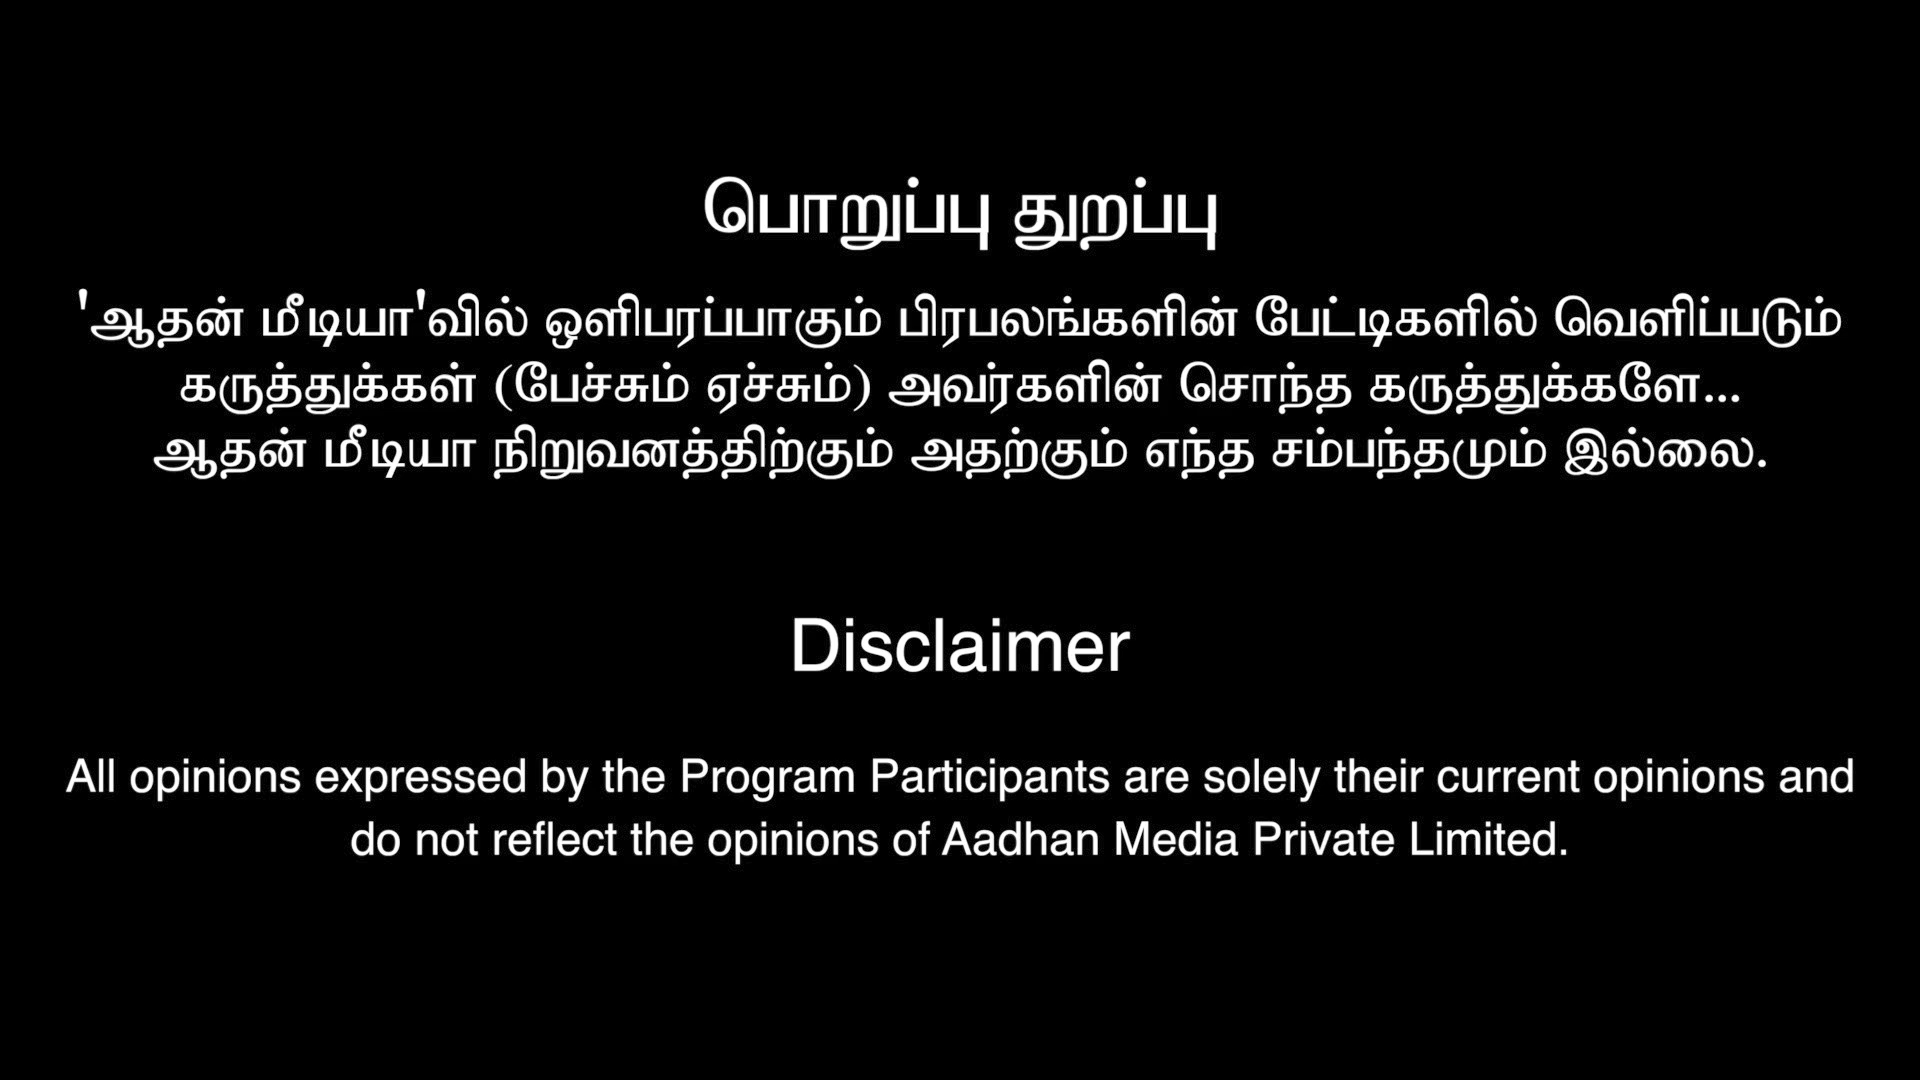 பொறுப்பு துறப்பு
'ஆதன் மீடியா'வில் ஒளிபரப்பாகும் பிரபலங்களின் பேட்டிகளில் வெளிப்படும்
கருத்துக்கள் (பேச்சும் ஏச்சும்) அவர்களின் சொந்த கருத்துக்களே...
ஆதன் மீடியா நிறுவனத்திற்கும் அதற்கும் எந்த சம்பந்தமும் இல்லை.
Disclaimer
All opinions expressed by the Program Participants are solely their current opinions and
do not reflect the opinions of Aadhan Media Private Limited.